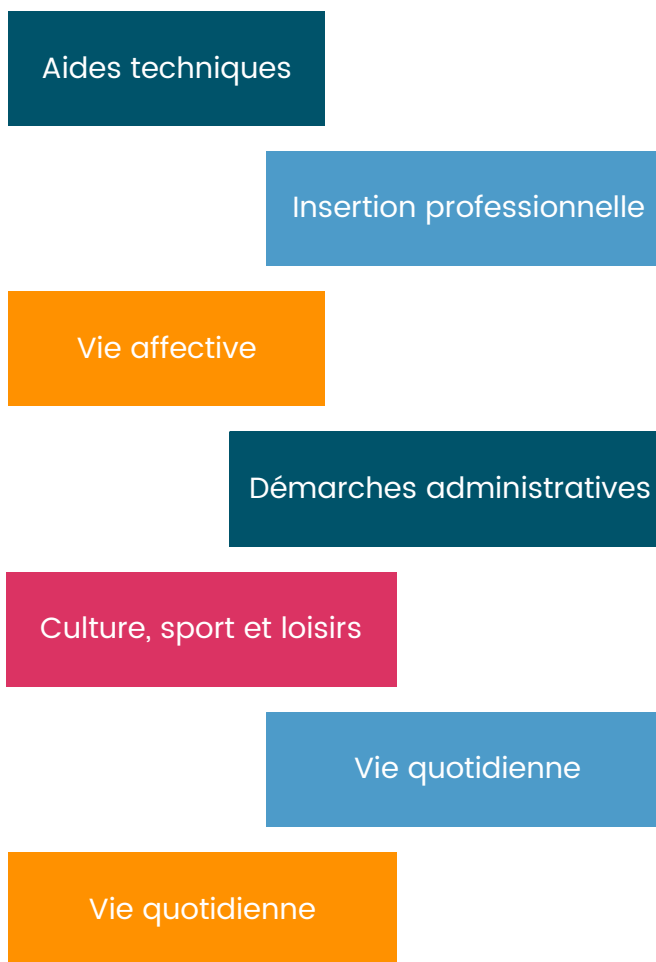 Aides techniques
Insertion professionnelle
Vie affective
Démarches administratives
Culture, sport et loisirs
Vie quotidienne
Vie quotidienne